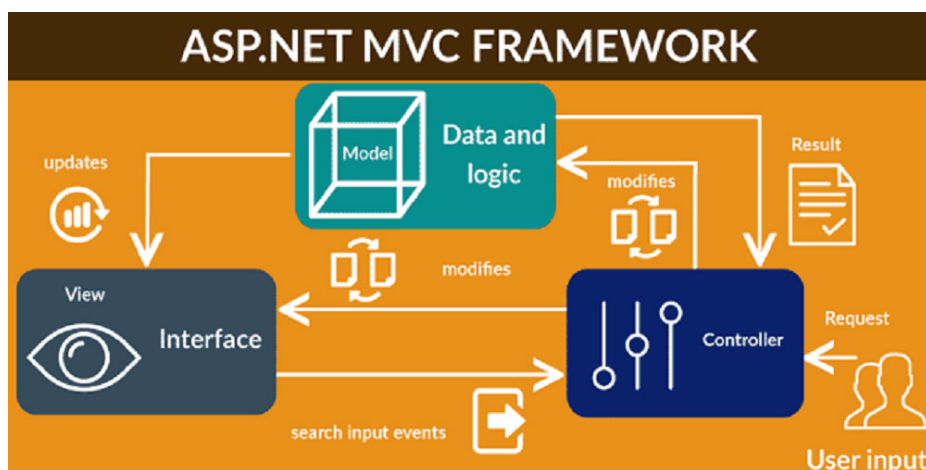 ASP.NET MVC FRAMEWORK
updates
Model
Data and
logic
modifies
Result
modifies
View
Interface
Controller
Request
search input events
User input